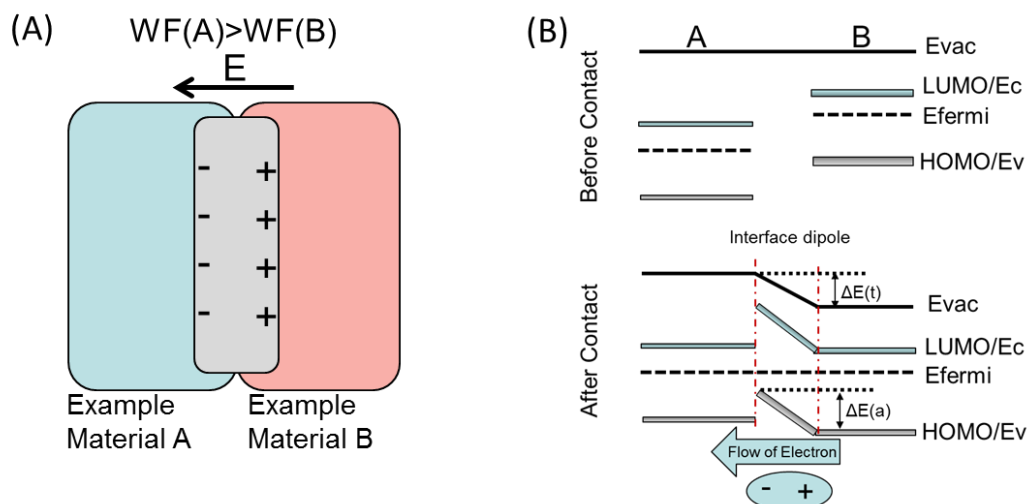 (A)
WF(A)>WF(B)
E
-
+
-
+
-
+
-
+
Example
Material A
Example
Material B
(B)
Before Contact
A
B
Evac
LUMO/Ec
Efermi
HOMO/Ev
After Contact
Interface dipole
ΔE(t)
Evac
LUMO/Ec
Efermi
ΔE(a)
HOMO/Ev
Flow of Electron
- +